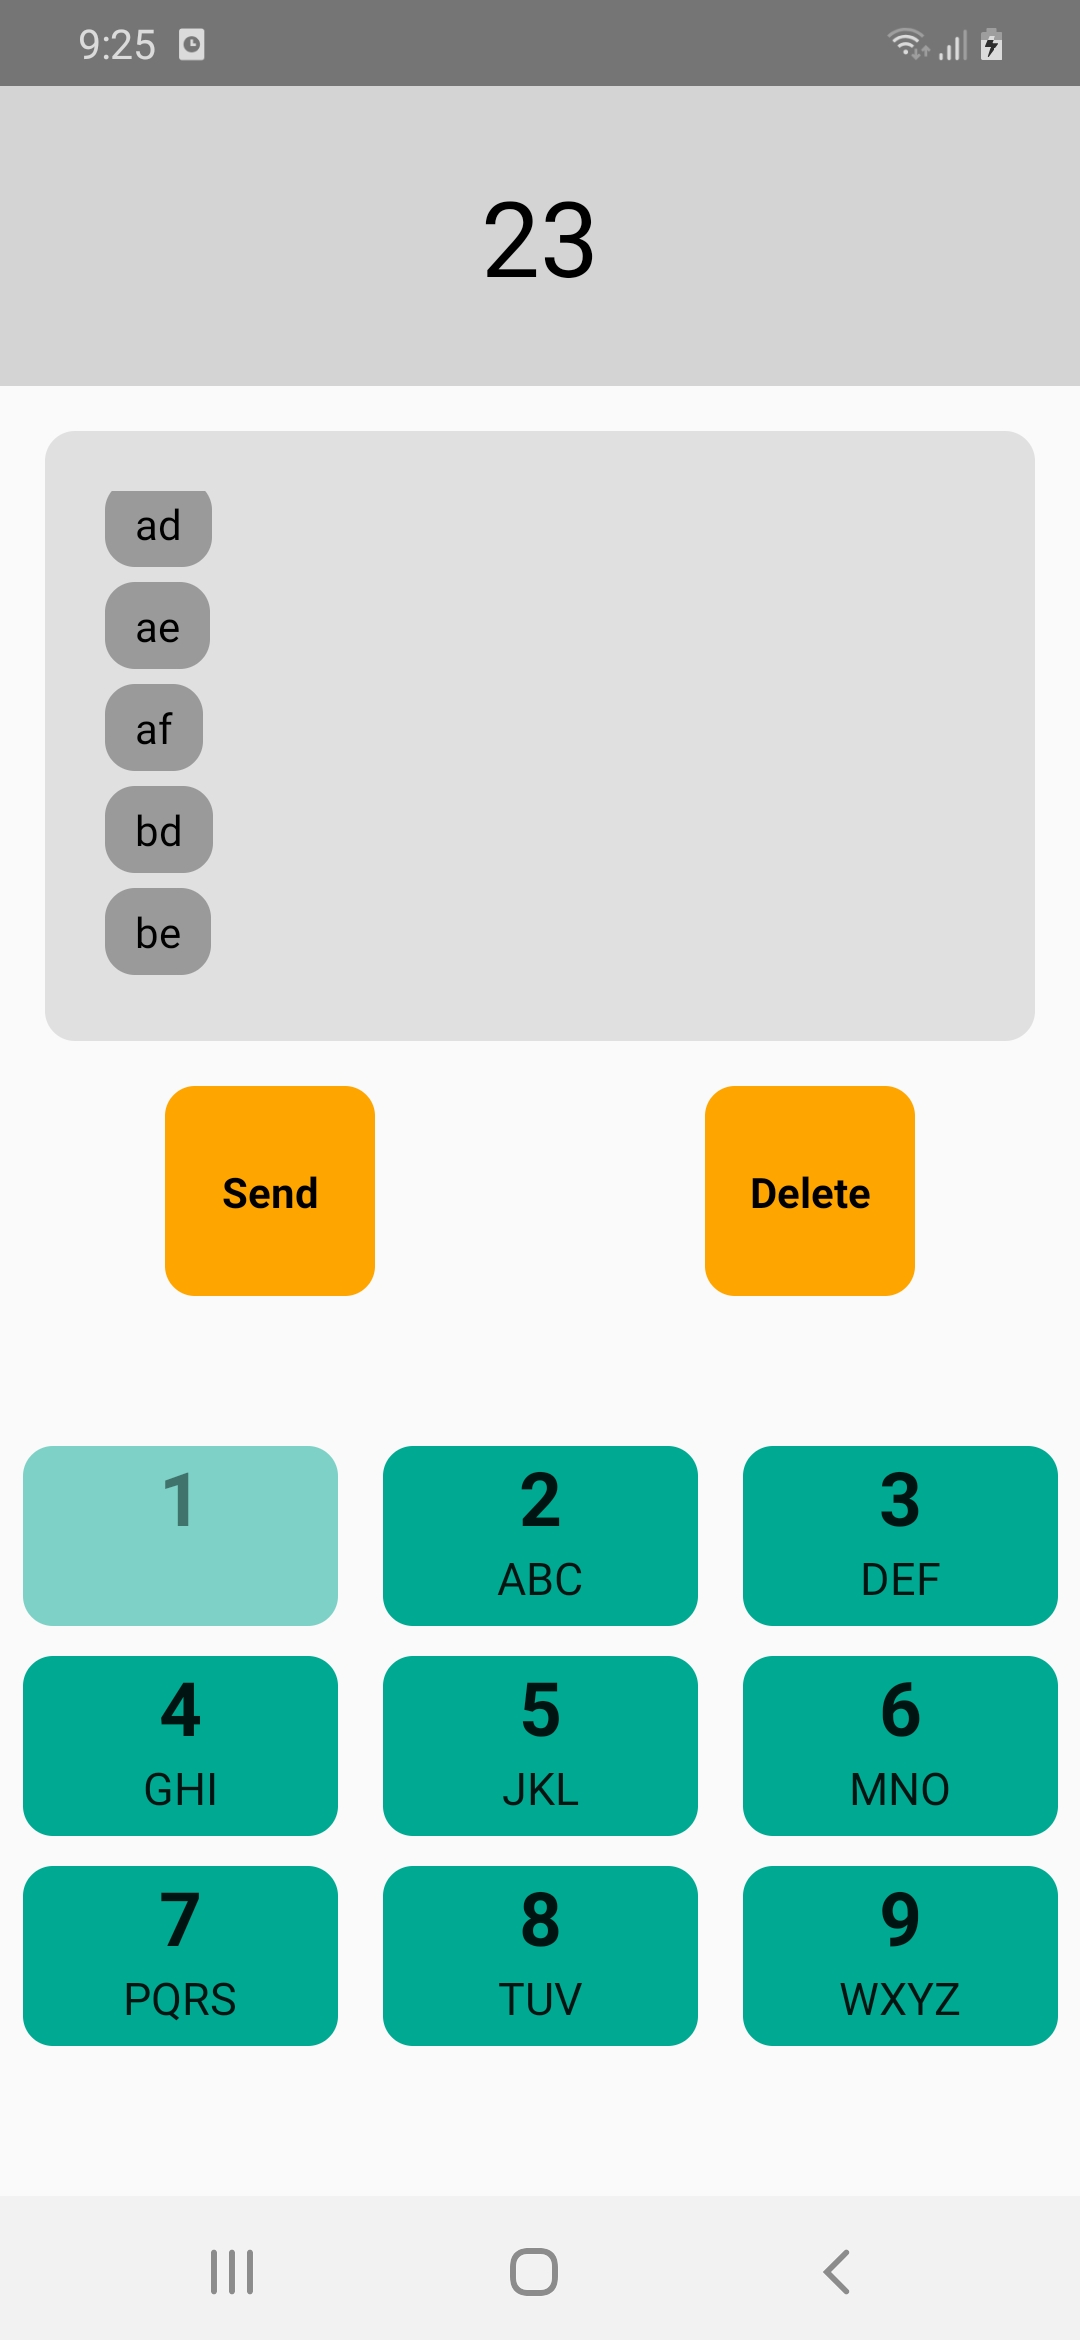 9:25
23
ad
ae
af
bd
be
Send Delete
1 2 3
ABC DEF
4 5 6
GHI JKL MNO
7 8 9
PQRS TUV WXYZ